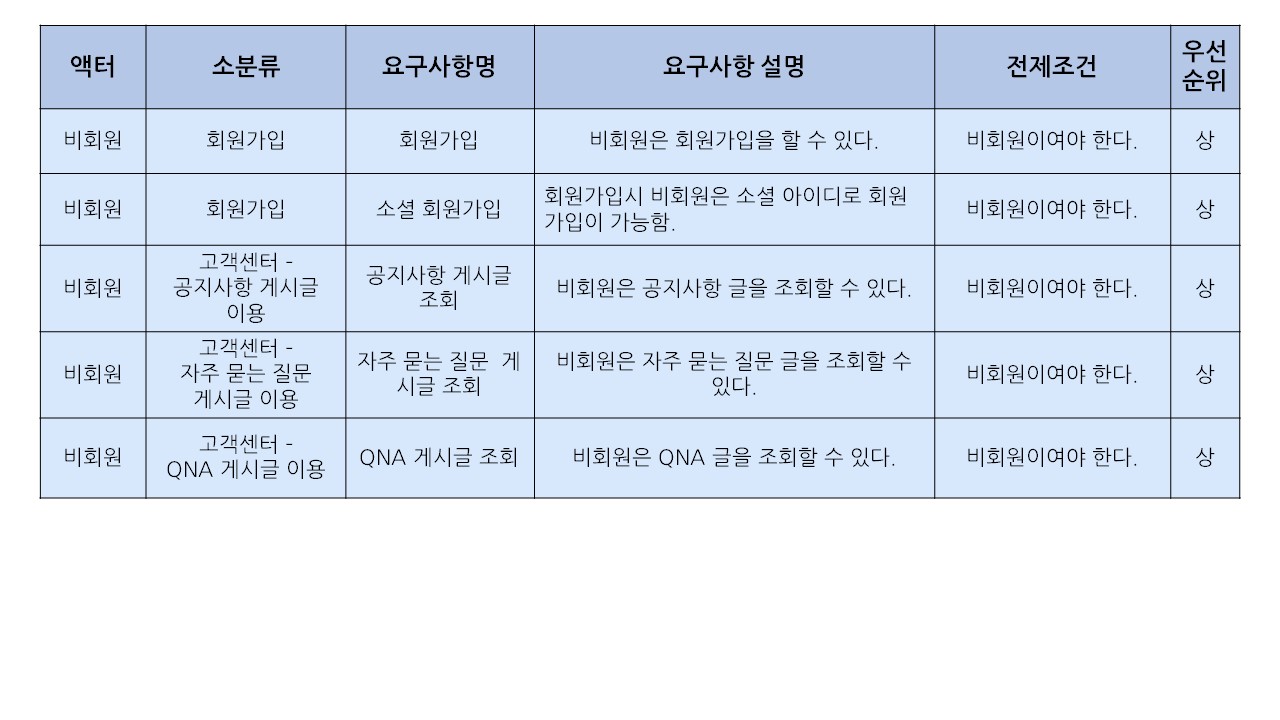 액터 소분류 요구사항명 요구사항 설명 전제조건 우선
순위
비회원 회원가입 회원가입 비회원은 회원가입을 할 수 있다. 비회원이여야 한다. 상
비회원 회원가입 소셜 회원가입 회원가입시 비회원은 소셜 아이디로 회원
가입이 가능함. 비회원이여야 한다. 상
비회원 고객센터 -
공지사항 게시글
이용
공지사항 게시글
조회
비회원은 공지사항 글을 조회할 수 있다. 비회원이여야 한다. 상
비회원 고객센터 -
자주 묻는 질문
게시글 이용
자주 묻는 질문  게
시글 조회
비회원은 자주 묻는 질문 글을 조회할 수
있다.
비회원이여야 한다. 상
비회원 고객센터 -
QNA 게시글 이용
QNA 게시글 조회 비회원은 QNA 글을 조회할 수 있다. 비회원이여야 한다. 상